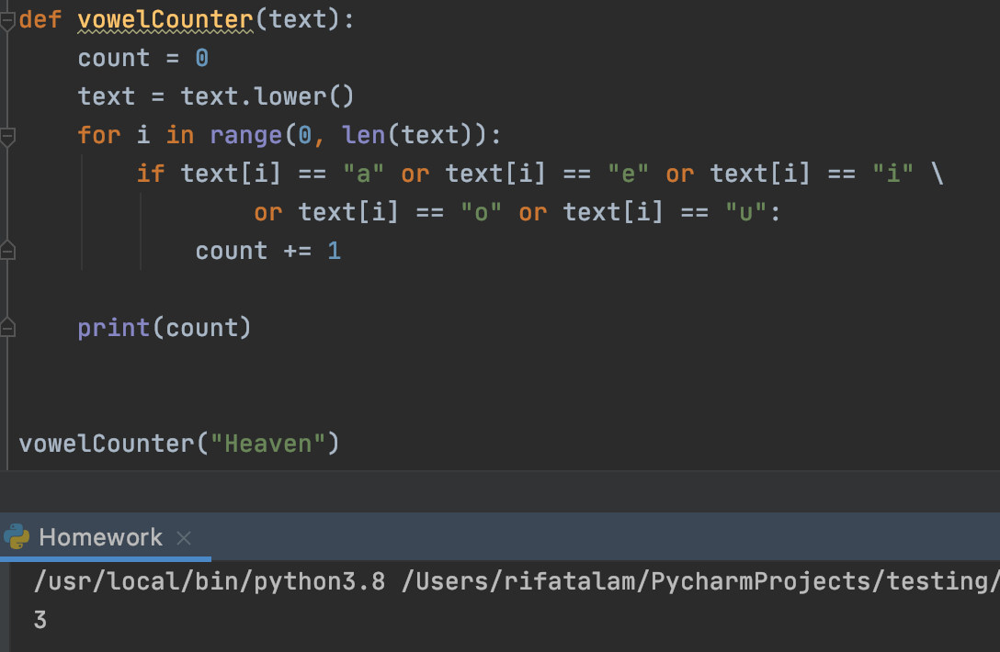 def vowelCounter(text):
    count = 0
    text = text.lower()
    for i in range(0, len(text)):
        if text[i] == "a" or text[i] == "e" or text[i] == "i" \
                or text[i] == "o" or text[i] == "u":
            count += 1

    print(count)


vowelCounter("Heaven")
Homework ×
/usr/local/bin/python3.8 /Users/rifatalam/PycharmProjects/testing/
3